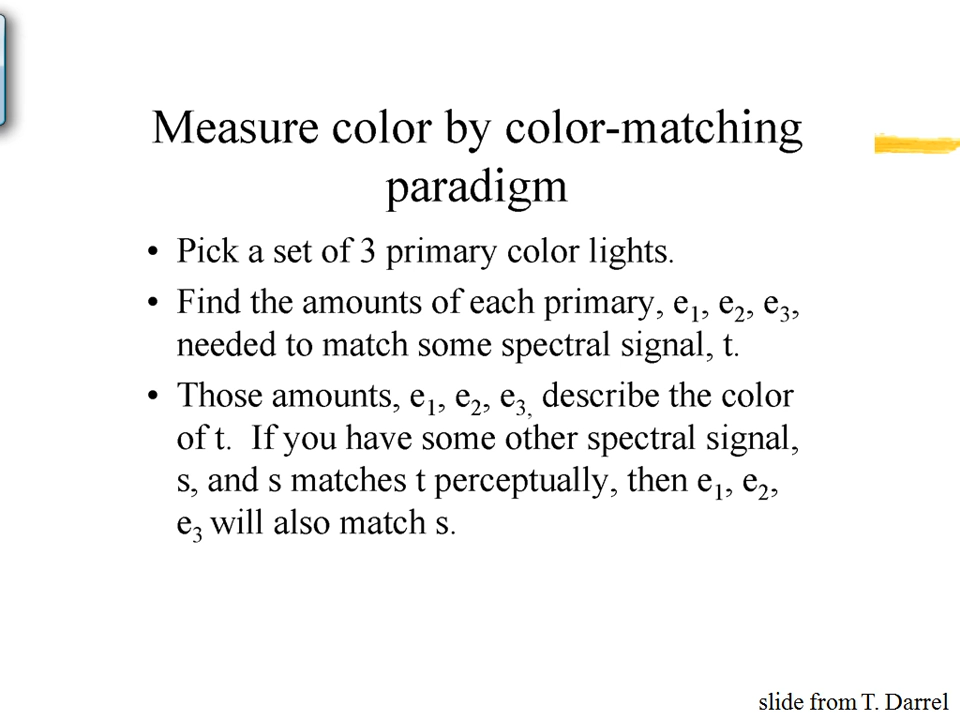 Measure color by color-matching
paradigm
• Pick a set of 3 primary color lights.
• Find the amounts of each primary, e₁, e₂, e₃,
needed to match some spectral signal, t.
• Those amounts, e₁, e₂, e₃, describe the color
of t.  If you have some other spectral signal,
s, and s matches t perceptually, then e₁, e₂,
e₃ will also match s.
slide from T. Darrel